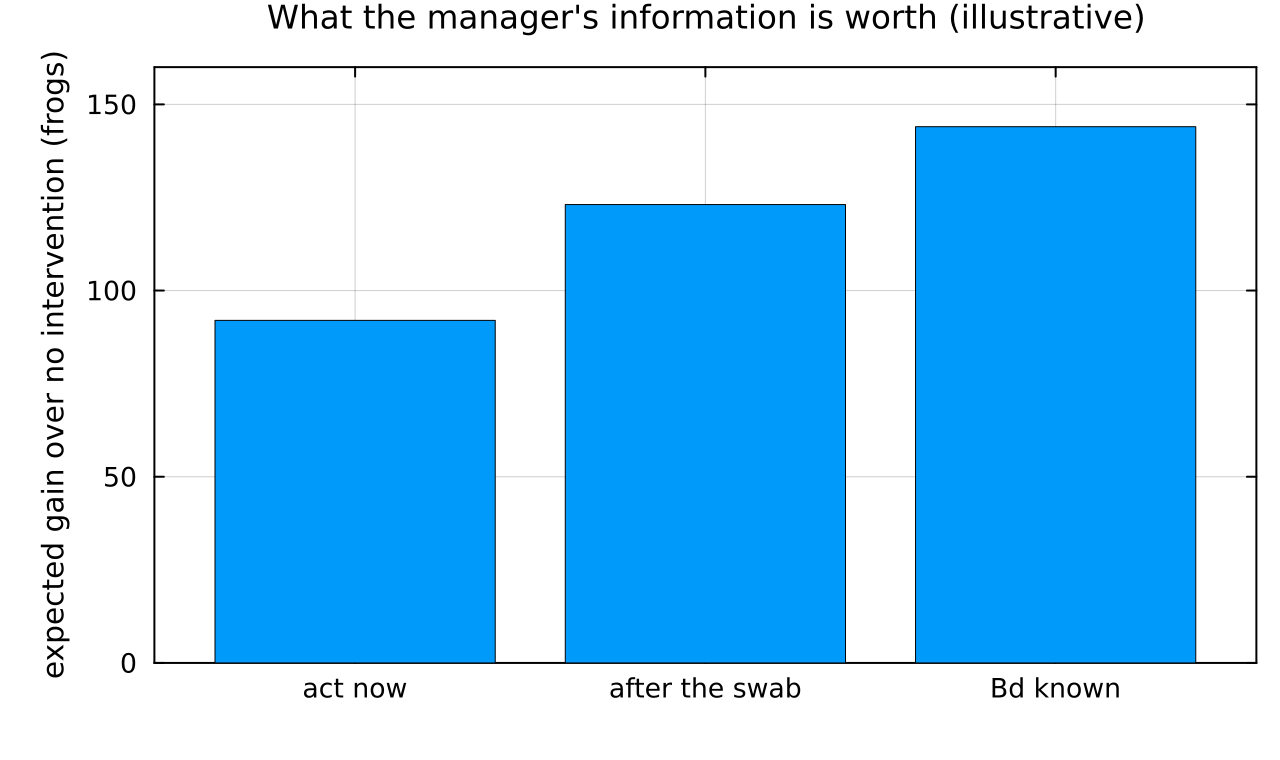 What the manager's information is worth (illustrative)
expected gain over no intervention (frogs)
150
100
50
0
act now
after the swab
Bd known